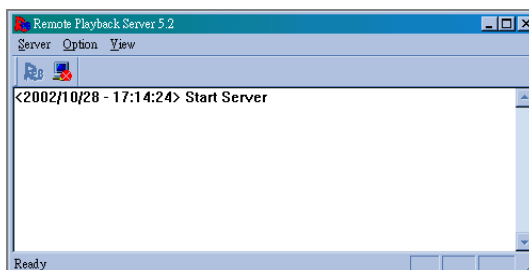 Remote Playback Server 5.2
Server Option View
<2002/10/28 - 17:14:24> Start Server
Ready